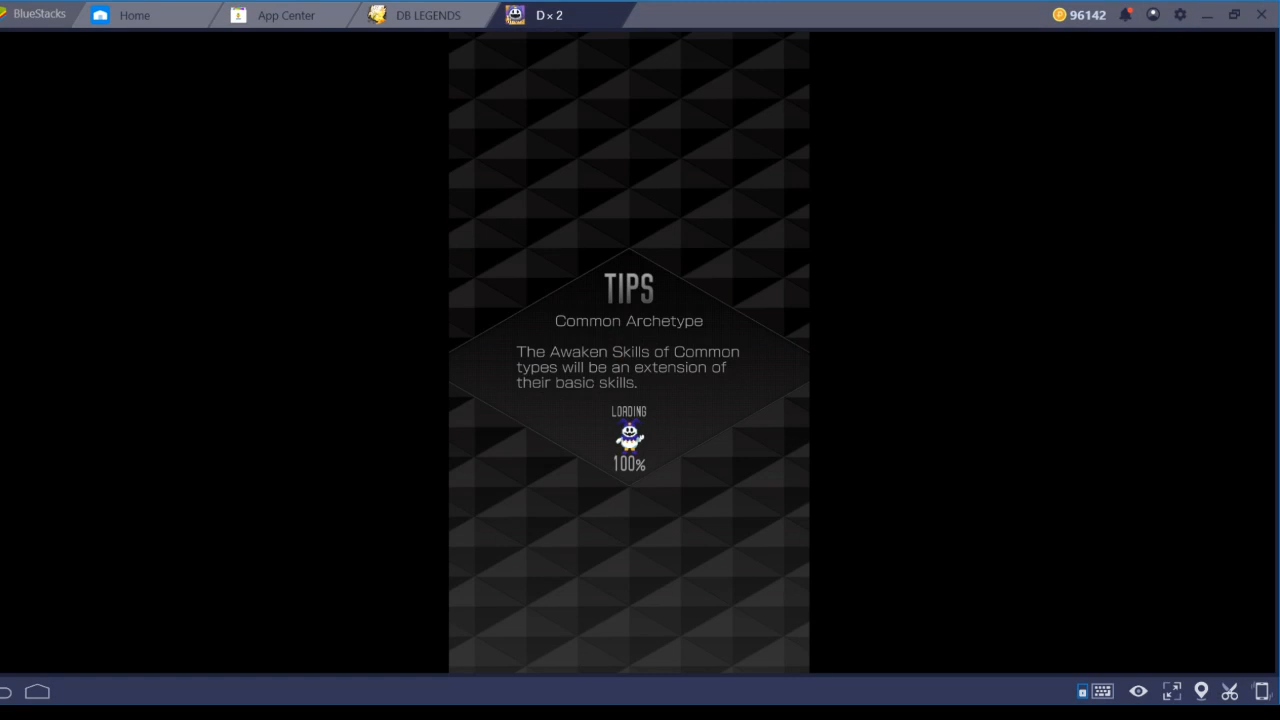 BlueStacks
Home
App Center
DB LEGENDS
D×2
96142
TIPS
Common Archetype
The Awaken Skills of Common
types will be an extension of
their basic skills.
LOADING
100%